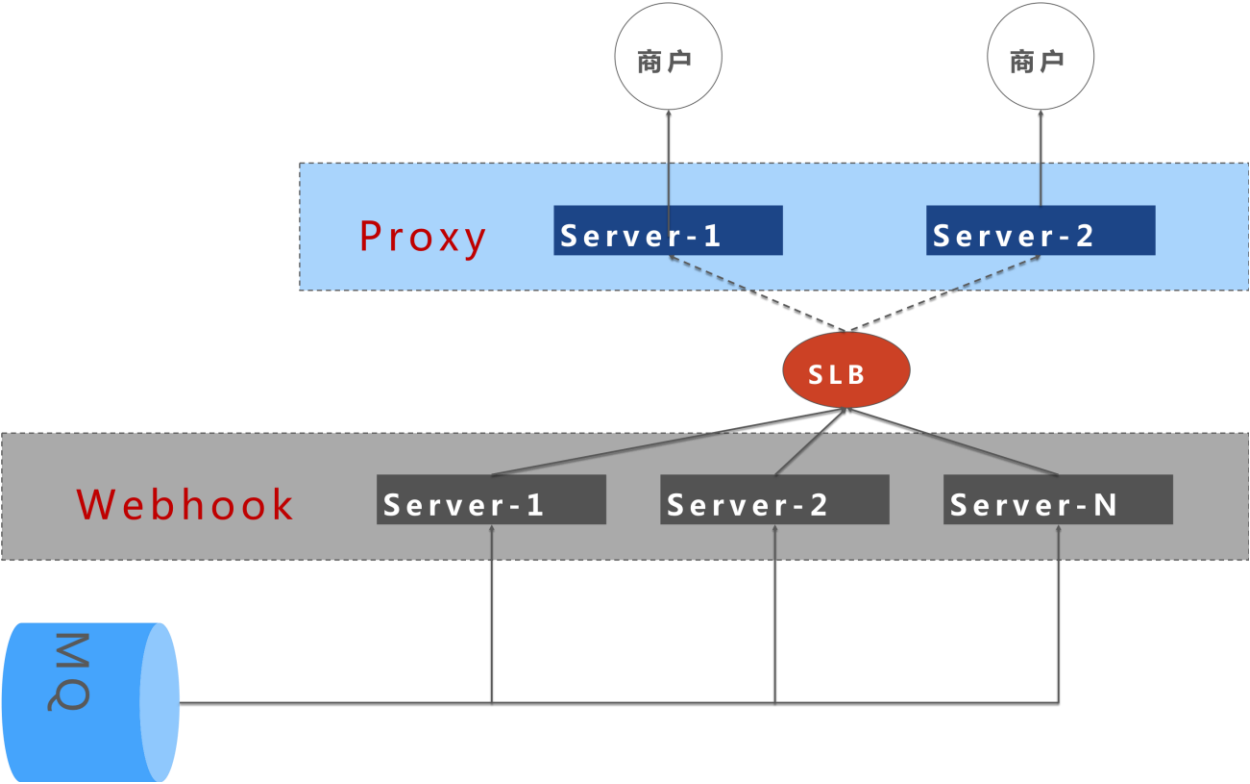 商户
商户
Proxy
Server-1
Server-2
SLB
Webhook
Server-1
Server-2
Server-N
MQ